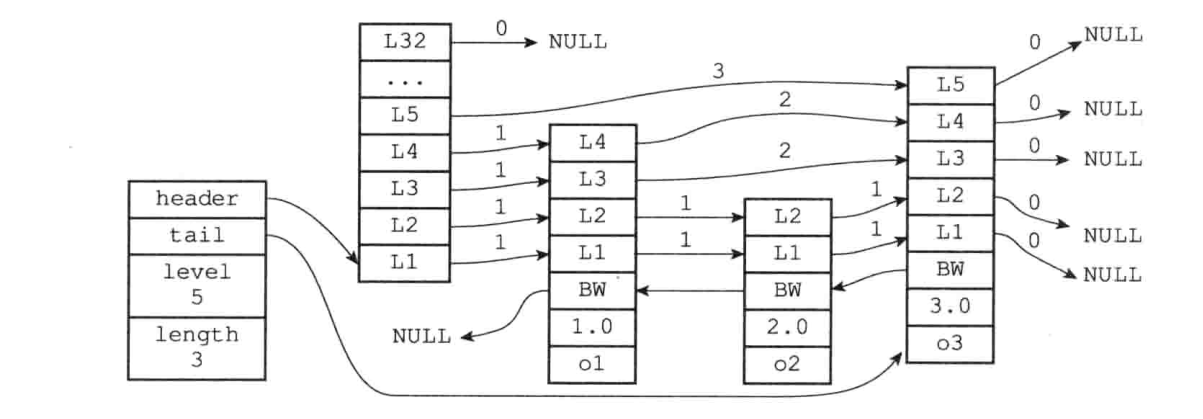 header
tail
level
5
length
3
L32
...
L5
L4
L3
L2
L1
0
NULL
3
1
1
1
1
L4
L3
L2
L1
BW
1.0
o1
NULL
2
2
1
1
L2
L1
BW
2.0
o2
1
1
L5
L4
L3
L2
L1
BW
3.0
o3
0
NULL
0
NULL
0
NULL
0
NULL
0
NULL